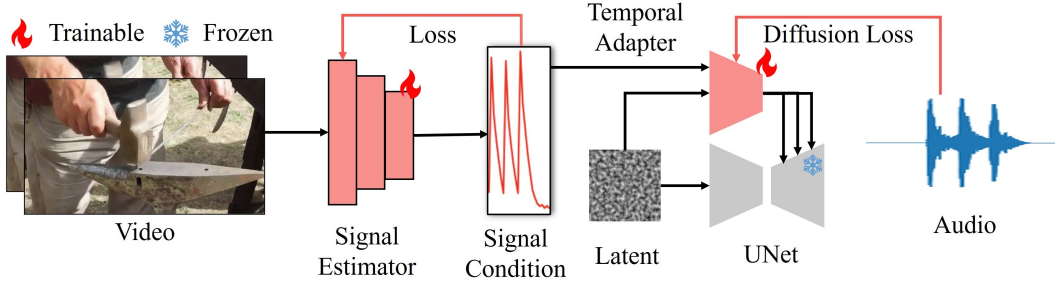 Trainable
Frozen
Loss
Temporal
Adapter
Diffusion Loss
Video
Signal
Estimator
Signal
Condition
Latent
UNet
Audio